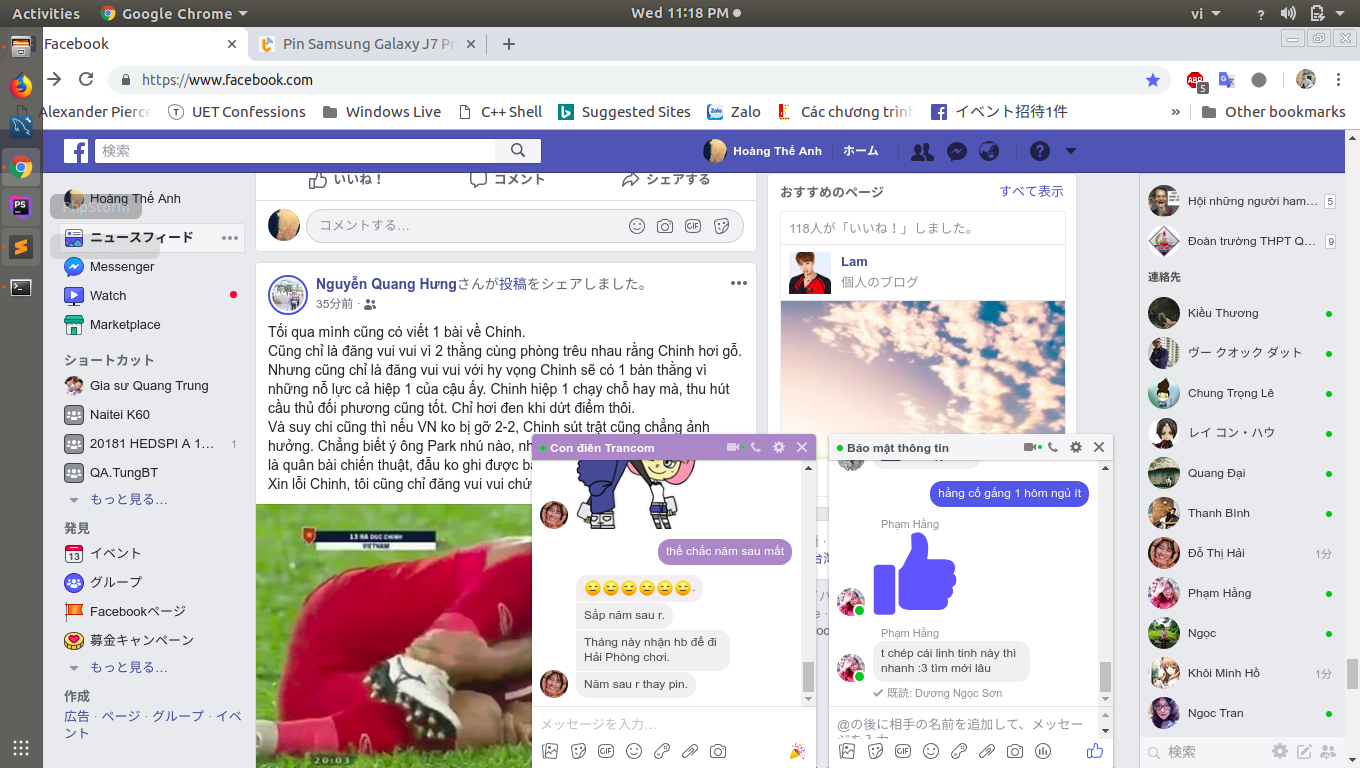 Activities
Google Chrome
Wed 11:18 PM
vi
Facebook
Pin Samsung Galaxy J7 Pr
https://www.facebook.com
ABP
5
Alexander Pierce
UET Confessions
Windows Live
C++ Shell
Suggested Sites
Zalo
Các chương trình
イベント招待1件
»
Other bookmarks
検索
Hoàng Thế Anh
ホーム
Hoàng Thế Anh
PhpStorm
ニュースフィード
Messenger
Watch
Marketplace
ショートカット
Gia sư Quang Trung
Naitei K60
20181 HEDSPI A 1...
1
QA.TungBT
もっと見る...
発見
13
イベント
グループ
Facebookページ
募金キャンペーン
もっと見る...
作成
広告 · ページ · グループ · イベ
ント
いいね！
コメント
シェアする
コメントする...
GIF
Nguyễn Quang Hưngさんが投稿をシェアしました。
35分前 ·
Tối qua mình cũng có viết 1 bài về Chinh.
Cũng chỉ là đăng vui vui vì 2 thằng cùng phòng trêu nhau rằng Chinh hơi gỗ.
Nhưng cũng chỉ là đăng vui vui với hy vọng Chinh sẽ có 1 bàn thắng vì
những nỗ lực cả hiệp 1 của cậu ấy. Chinh hiệp 1 chạy chỗ hay mà, thu hút
cầu thủ đối phương cũng tốt. Chỉ hơi đen khi dứt điểm thôi.
Và suy chi cũng thì nếu VN ko bị gỡ 2-2, Chinh sút trật cũng chẳng ảnh
hưởng. Chẳng biết ý ông Park nhú nào, nh
là quân bài chiến thuật, đầu ko ghi được bà
Xin lỗi Chinh, tôi cũng chỉ đăng vui vui chứ
13 HA DUC CHINH
VIETNAM
20:03
おすすめのページ
すべて表示
118人が「いいね！」しました。
Lam
個人のブログ
Con điên Trancom
thế chắc năm sau mất
.
Sắp năm sau r.
Tháng này nhận hb để đi
Hải Phòng chơi.
Năm sau r thay pin.
メッセージを入力...
GIF
Bảo mật thông tin
hằng cố gắng 1 hôm ngủ ít
Phạm Hằng
Phạm Hằng
t chép cái linh tinh này thì
nhanh :3 tìm mới lâu
既読: Dương Ngọc Sơn
@の後に相手の名前を追加して、メッセー
GIF
Hội những người ham...
5
Đoàn trường THPT Q...
9
連絡先
Kiều Thương
ヴー クオック ダット
Chung Trọng Lê
レイ コン・ハウ
Quang Đại
Thanh Bình
Đỗ Thị Hải
1分
Phạm Hằng
Ngọc
Khôi Minh Hồ
1分
Ngoc Tran
検索